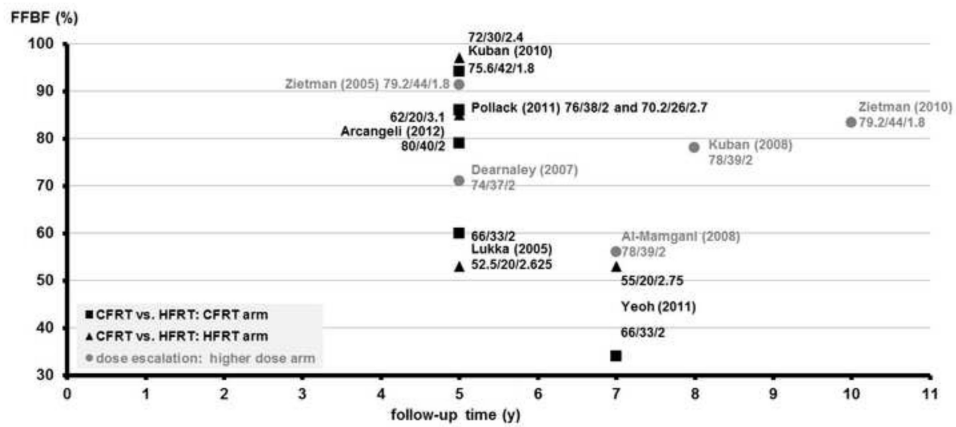 FFBF (%)
100
90
80
70
60
50
40
30
72/30/2.4
Kuban (2010)
75.6/42/1.8
Zietman (2005) 79.2/44/1.8
Pollack (2011) 76/38/2 and 70.2/26/2.7
62/20/3.1
Arcangeli (2012)
80/40/2
Zietman (2010)
79.2/44/1.8
Kuban (2008)
78/39/2
Dearnaley (2007)
74/37/2
66/33/2
Lukka (2005)
52.5/20/2.625
Al-Mamgani (2008)
78/39/2
55/20/2.75
Yeoh (2011)
66/33/2
CFRT vs. HFRT: CFRT arm
CFRT vs. HFRT: HFRT arm
dose escalation: higher dose arm
0 1 2 3 4 5 6 7 8 9 10 11
follow-up time (y)